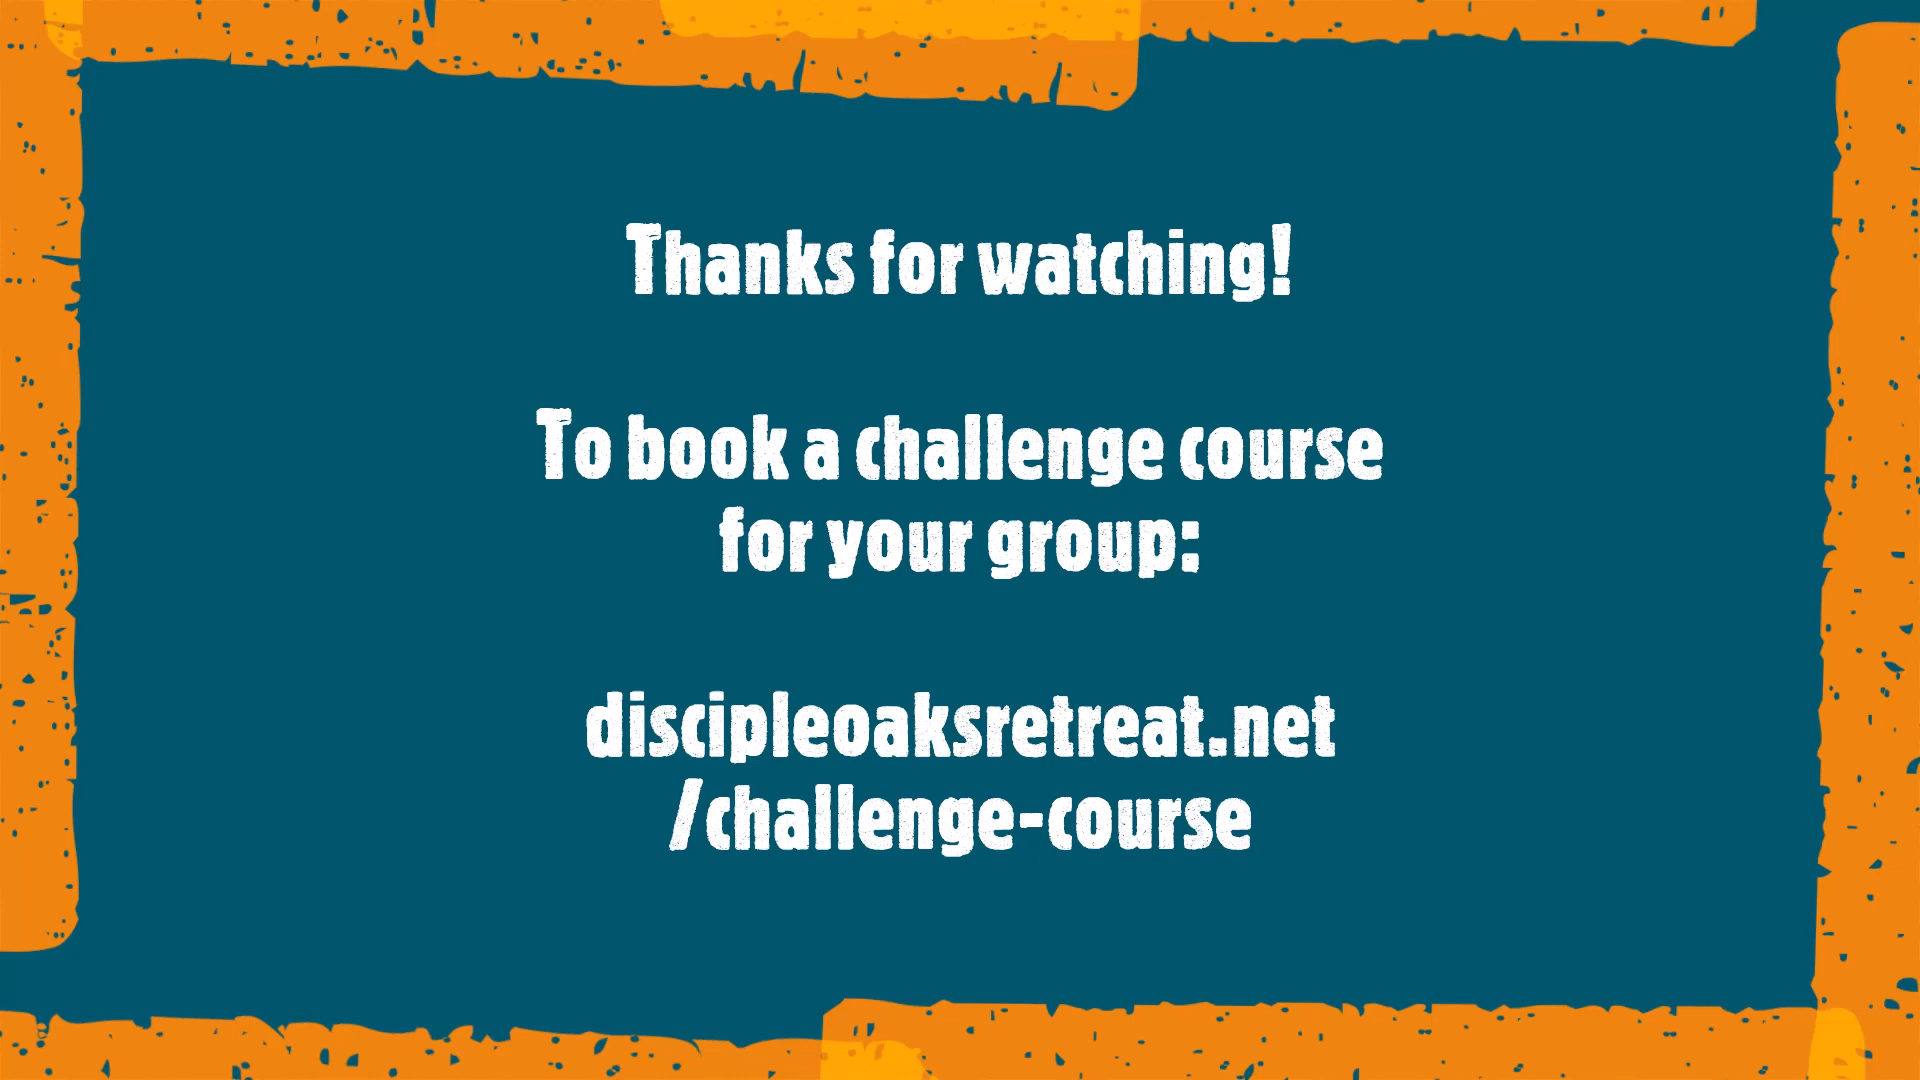 Thanks for watching!
To book a challenge course
for your group:
discipleoaksretreat.net
/challenge-course